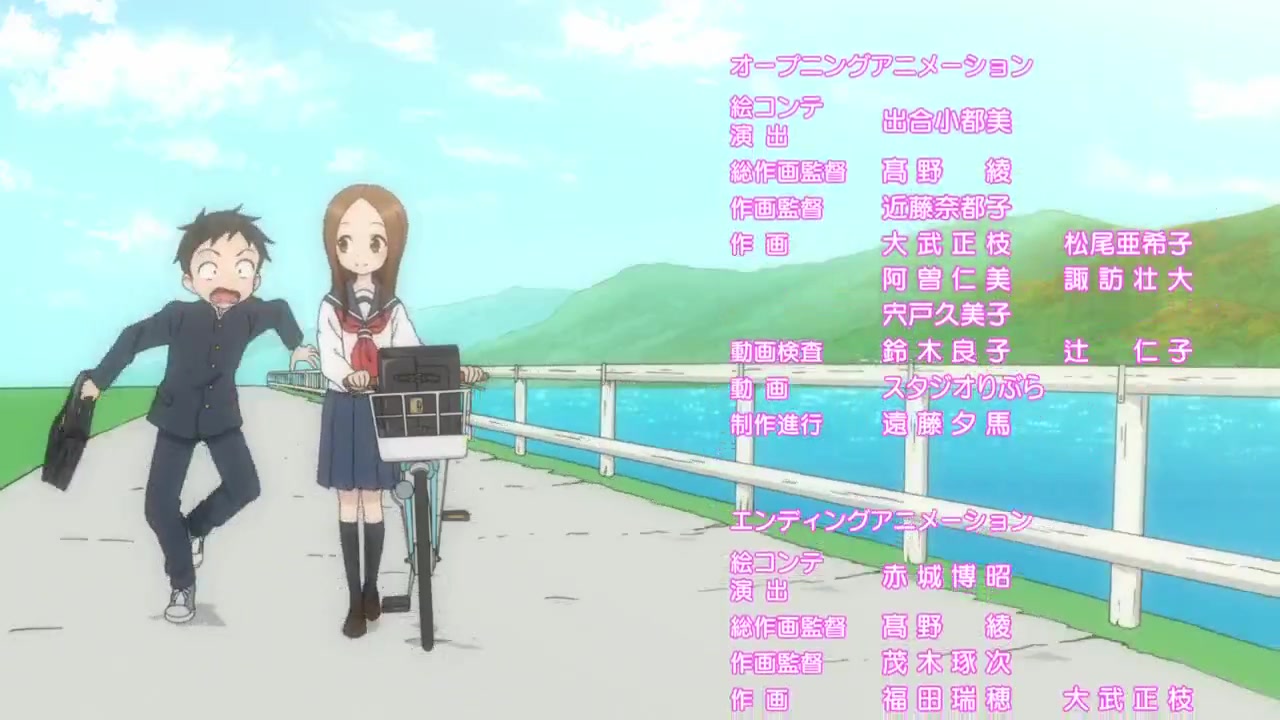 オープニングアニメーション
絵コンテ
演出 出合小都美
総作画監督 髙野 綾
作画監督 近藤奈都子
作画 大武正枝 松尾亜希子
阿曽仁美 諏訪壮大
宍戸久美子
動画検査 鈴木良子 辻 仁子
動画 スタジオりぶら
制作進行 遠藤夕馬
エンディングアニメーション
絵コンテ
演出 赤城博昭
総作画監督 髙野 綾
作画監督 茂木琢次
作画 福田瑞穂 大武正枝